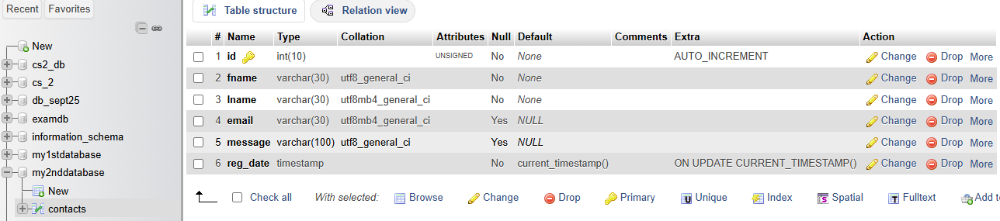 Recent Favorites
New
cs2_db
cs_2
db_sept25
examdb
information_schema
my1stdatabase
my2nddatabase
New
contacts
Table structure Relation view
# Name Type Collation Attributes Null Default Comments Extra Action
1 id int(10) UNSIGNED No None AUTO_INCREMENT Change Drop More
2 fname varchar(30) utf8_general_ci No None Change Drop More
3 lname varchar(30) utf8mb4_general_ci No None Change Drop More
4 email varchar(30) utf8mb4_general_ci Yes NULL Change Drop More
5 message varchar(100) utf8_general_ci Yes NULL Change Drop More
6 reg_date timestamp No current_timestamp() ON UPDATE CURRENT_TIMESTAMP() Change Drop More
Check all With selected: Browse Change Drop Primary Unique Index Spatial Fulltext Add to